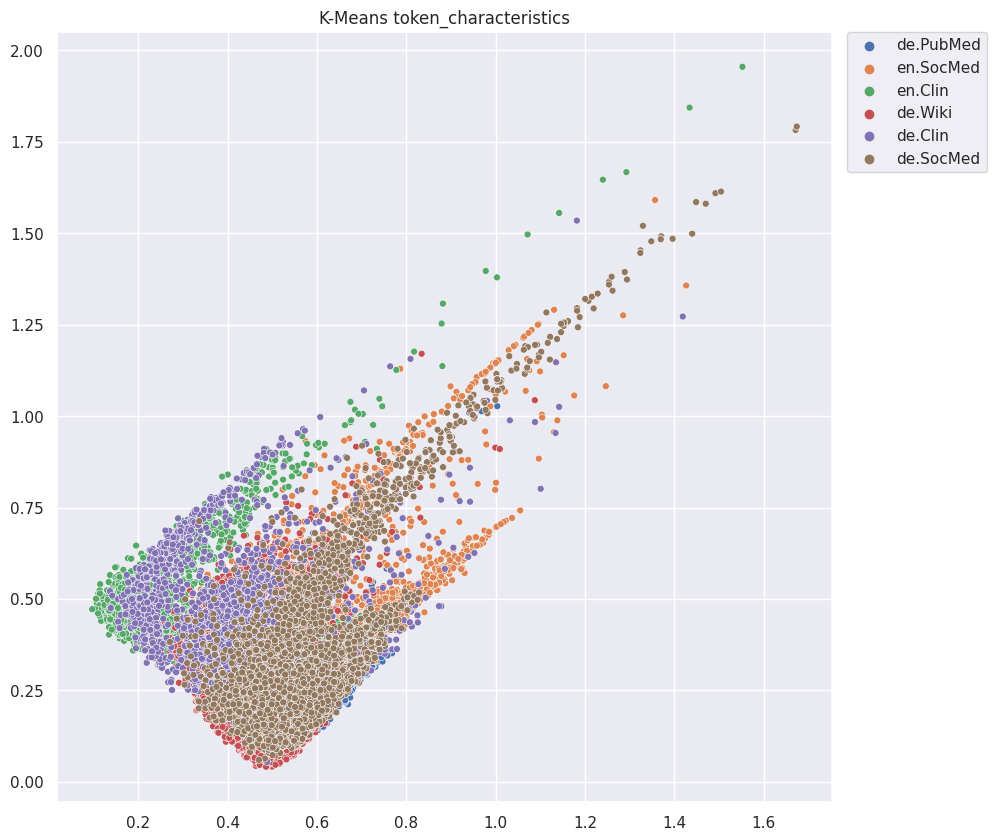 K-Means token_characteristics
de.PubMed
en.SocMed
en.Clin
de.Wiki
de.Clin
de.SocMed
2.00
1.75
1.50
1.25
1.00
0.75
0.50
0.25
0.00
0.2 0.4 0.6 0.8 1.0 1.2 1.4 1.6